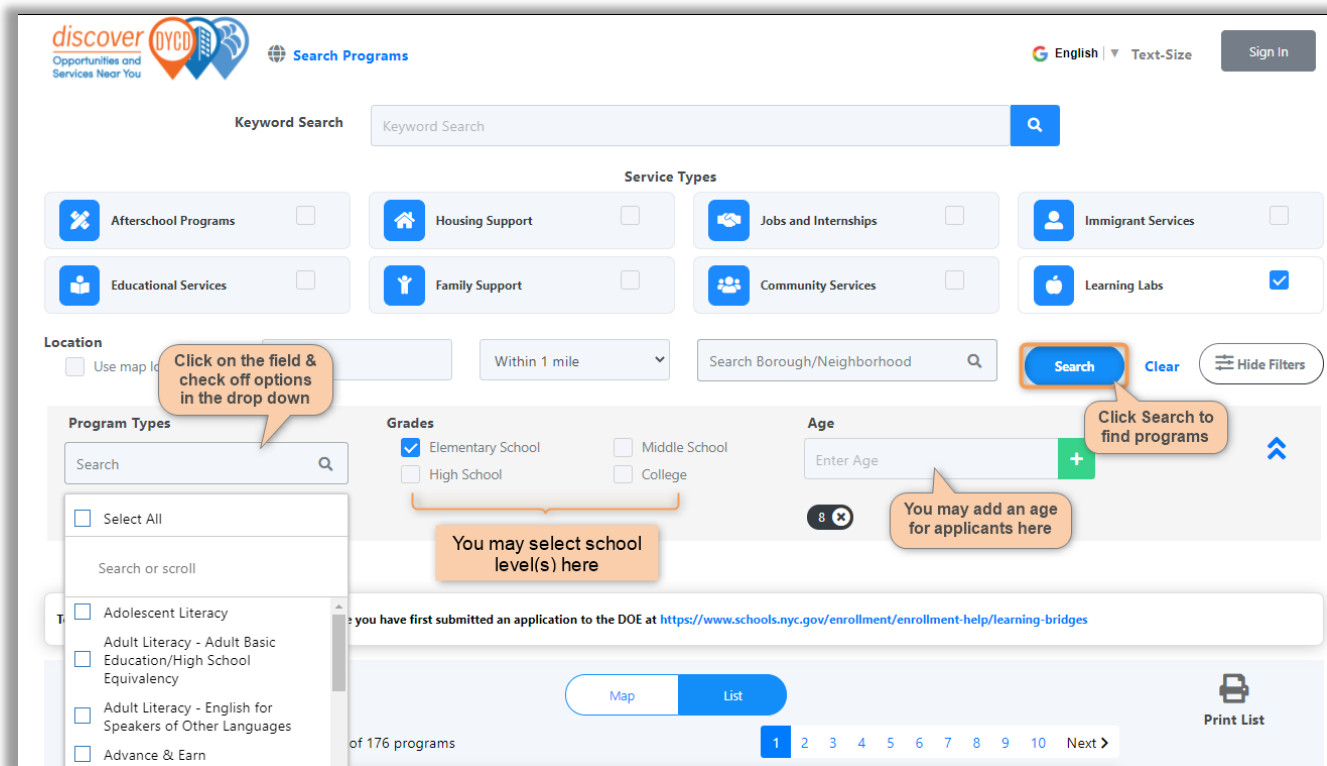 discover DYCD
Opportunities and
Services Near You
Search Programs
G English ▼ Text-Size
Sign In
Keyword Search
Keyword Search
Service Types
Afterschool Programs
Housing Support
Jobs and Internships
Immigrant Services
Educational Services
Family Support
Community Services
Learning Labs
Location
Use map
Click on the field &
check off options
in the drop down
Within 1 mile
Search Borough/Neighborhood
Search
Clear
Hide Filters
Click Search to
find programs
Program Types
Search
Grades
Elementary School
Middle School
High School
College
You may select school
level(s) here
Age
Enter Age
+
8
You may add an age
for applicants here
Select All
Search or scroll
Adolescent Literacy
Adult Literacy - Adult Basic
Education/High School
Equivalency
Adult Literacy - English for
Speakers of Other Languages
Advance & Earn
you have first submitted an application to the DOE at https://www.schools.nyc.gov/enrollment/enrollment-help/learning-bridges
Map
List
Print List
of 176 programs
1 2 3 4 5 6 7 8 9 10 Next >